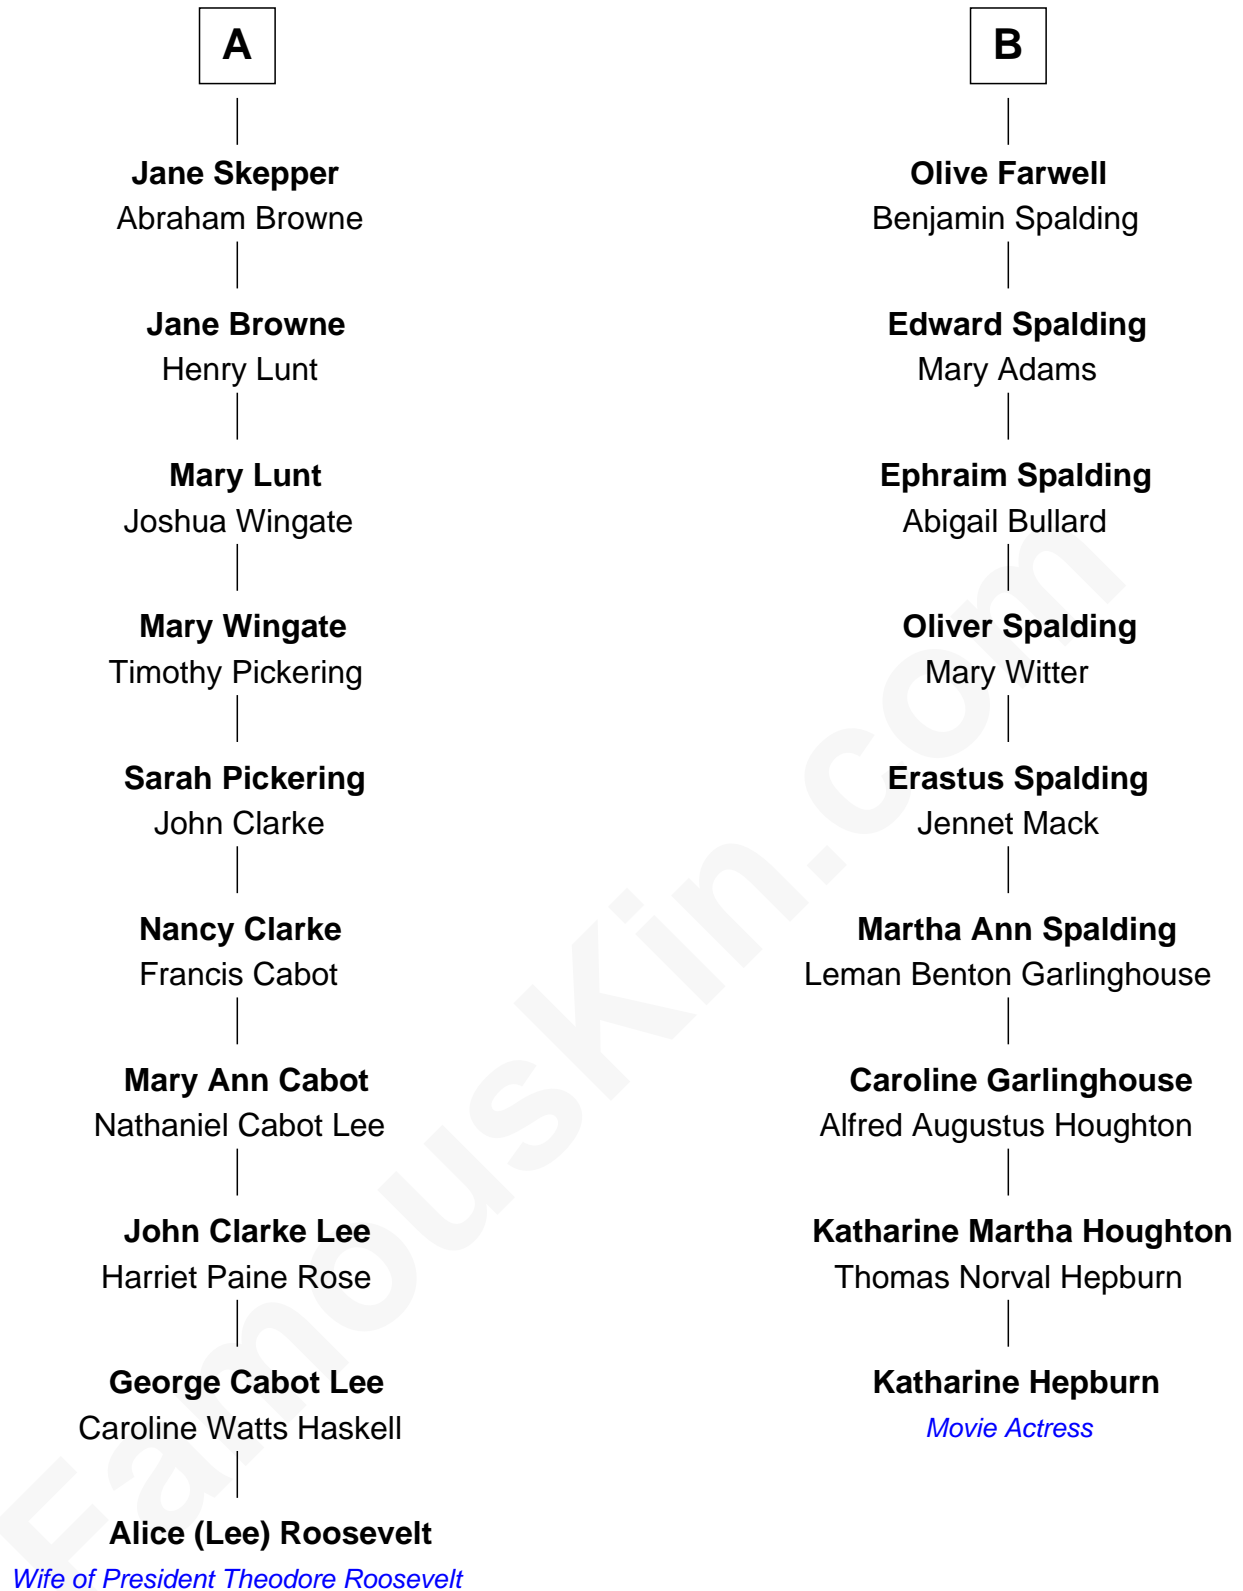 A
Jane Skepper
Abraham Browne
Jane Browne
Henry Lunt
Mary Lunt
Joshua Wingate
Mary Wingate
Timothy Pickering
Sarah Pickering
John Clarke
Nancy Clarke
Francis Cabot
Mary Ann Cabot
Nathaniel Cabot Lee
John Clarke Lee
Harriet Paine Rose
George Cabot Lee
Caroline Watts Haskell
Alice (Lee) Roosevelt
Wife of President Theodore Roosevelt
B
Olive Farwell
Benjamin Spalding
Edward Spalding
Mary Adams
Ephraim Spalding
Abigail Bullard
Oliver Spalding
Mary Witter
Erastus Spalding
Jennet Mack
Martha Ann Spalding
Leman Benton Garlinghouse
Caroline Garlinghouse
Alfred Augustus Houghton
Katharine Martha Houghton
Thomas Norval Hepburn
Katharine Hepburn
Movie Actress
FamousKin.com